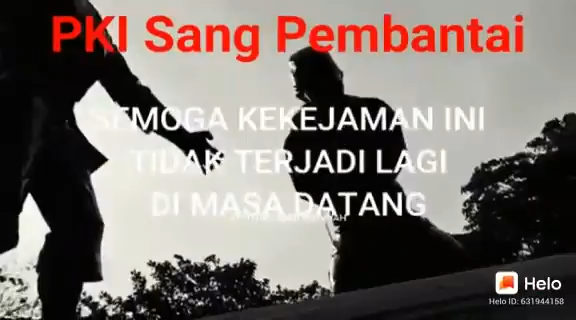 PKI Sang Pembantai
SEMOGA KEKEJAMAN INI
TIDAK TERJADI LAGI
DI MASA DATANG
Helo
Helo ID: 631944158